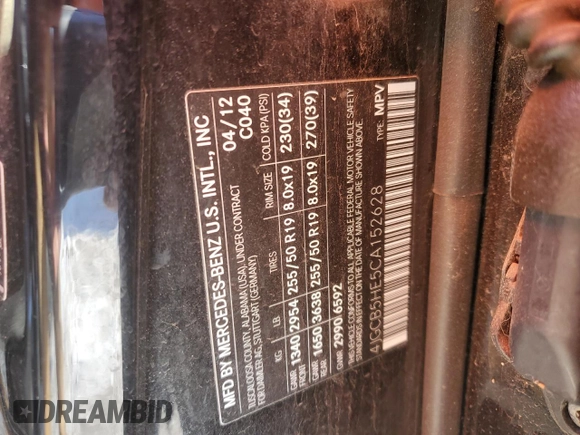 MFD BY MERCEDES-BENZ U.S. INTL., INC
TUSCALOOSA COUNTY, ALABAMA (USA), UNDER CONTRACT
FOR DAIMLER AG, STUTTGART (GERMANY)
04/12
C040
KG LB TIRES RIM SIZE COLD KPA (PSI)
GAWR FRONT 1340 2954 255/50 R19 8.0x19 230(34)
GAWR REAR 1650 3638 255/50 R19 8.0x19 270(39)
GVWR 2990 6592
THIS VEHICLE CONFORMS TO ALL APPLICABLE FEDERAL MOTOR VEHICLE SAFETY
STANDARDS IN EFFECT ON THE DATE OF MANUFACTURE SHOWN ABOVE.
4JGCB5HE5CA152628 TYPE: MPV
DREAMBID